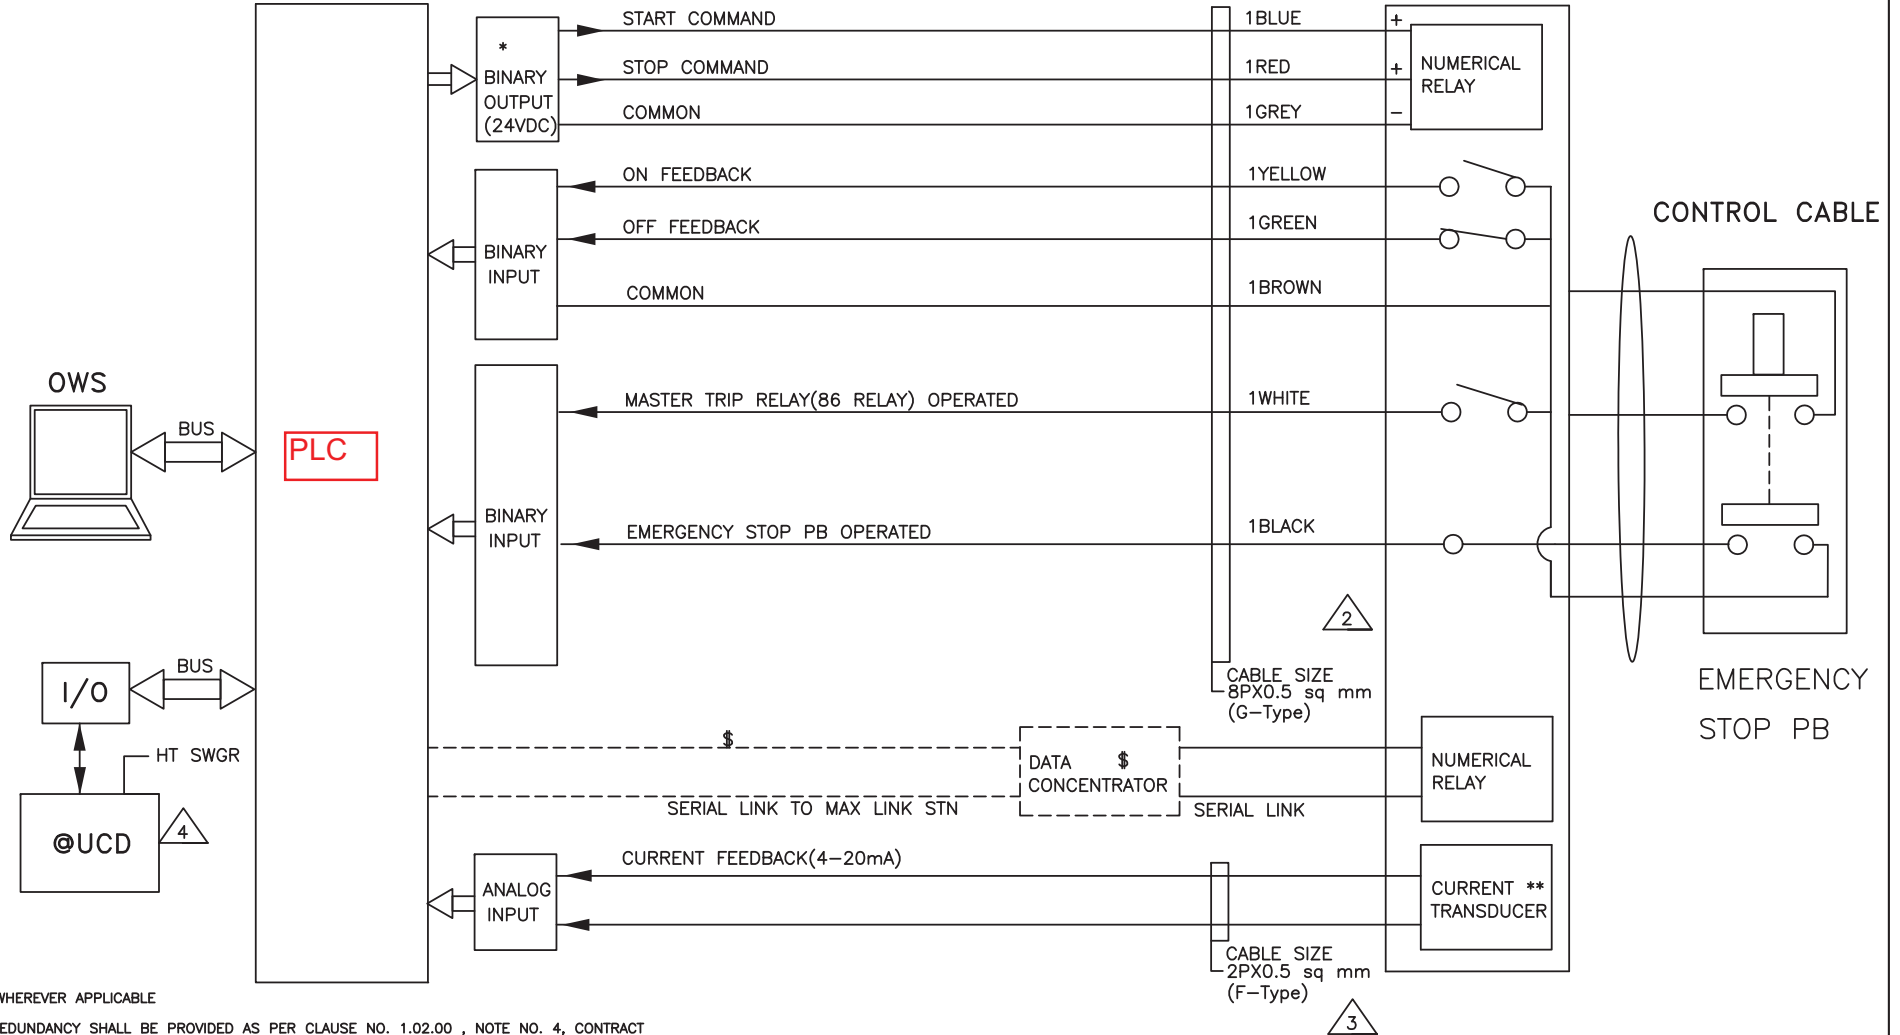 START COMMAND
1BLUE
+
*
BINARY
OUTPUT
(24VDC)
STOP COMMAND
1RED
+
NUMERICAL
RELAY
COMMON
1GREY
−
ON FEEDBACK
1YELLOW
OFF FEEDBACK
1GREEN
BINARY
INPUT
COMMON
1BROWN
CONTROL CABLE
OWS
BUS
PLC
MASTER TRIP RELAY(86 RELAY) OPERATED
1WHITE
BINARY
INPUT
EMERGENCY STOP PB OPERATED
1BLACK
2
CABLE SIZE
8PX0.5 sq mm
(G-Type)
EMERGENCY
STOP PB
I/O
BUS
HT SWGR
@UCD
4
$
SERIAL LINK TO MAX LINK STN
DATA $
CONCENTRATOR
SERIAL LINK
NUMERICAL
RELAY
CURRENT FEEDBACK(4-20mA)
ANALOG
INPUT
CURRENT **
TRANSDUCER
CABLE SIZE
2PX0.5 sq mm
(F-Type)
3
WHEREVER APPLICABLE
EDUNDANCY SHALL BE PROVIDED AS PER CLAUSE NO. 1.02.00 , NOTE NO. 4, CONTRACT